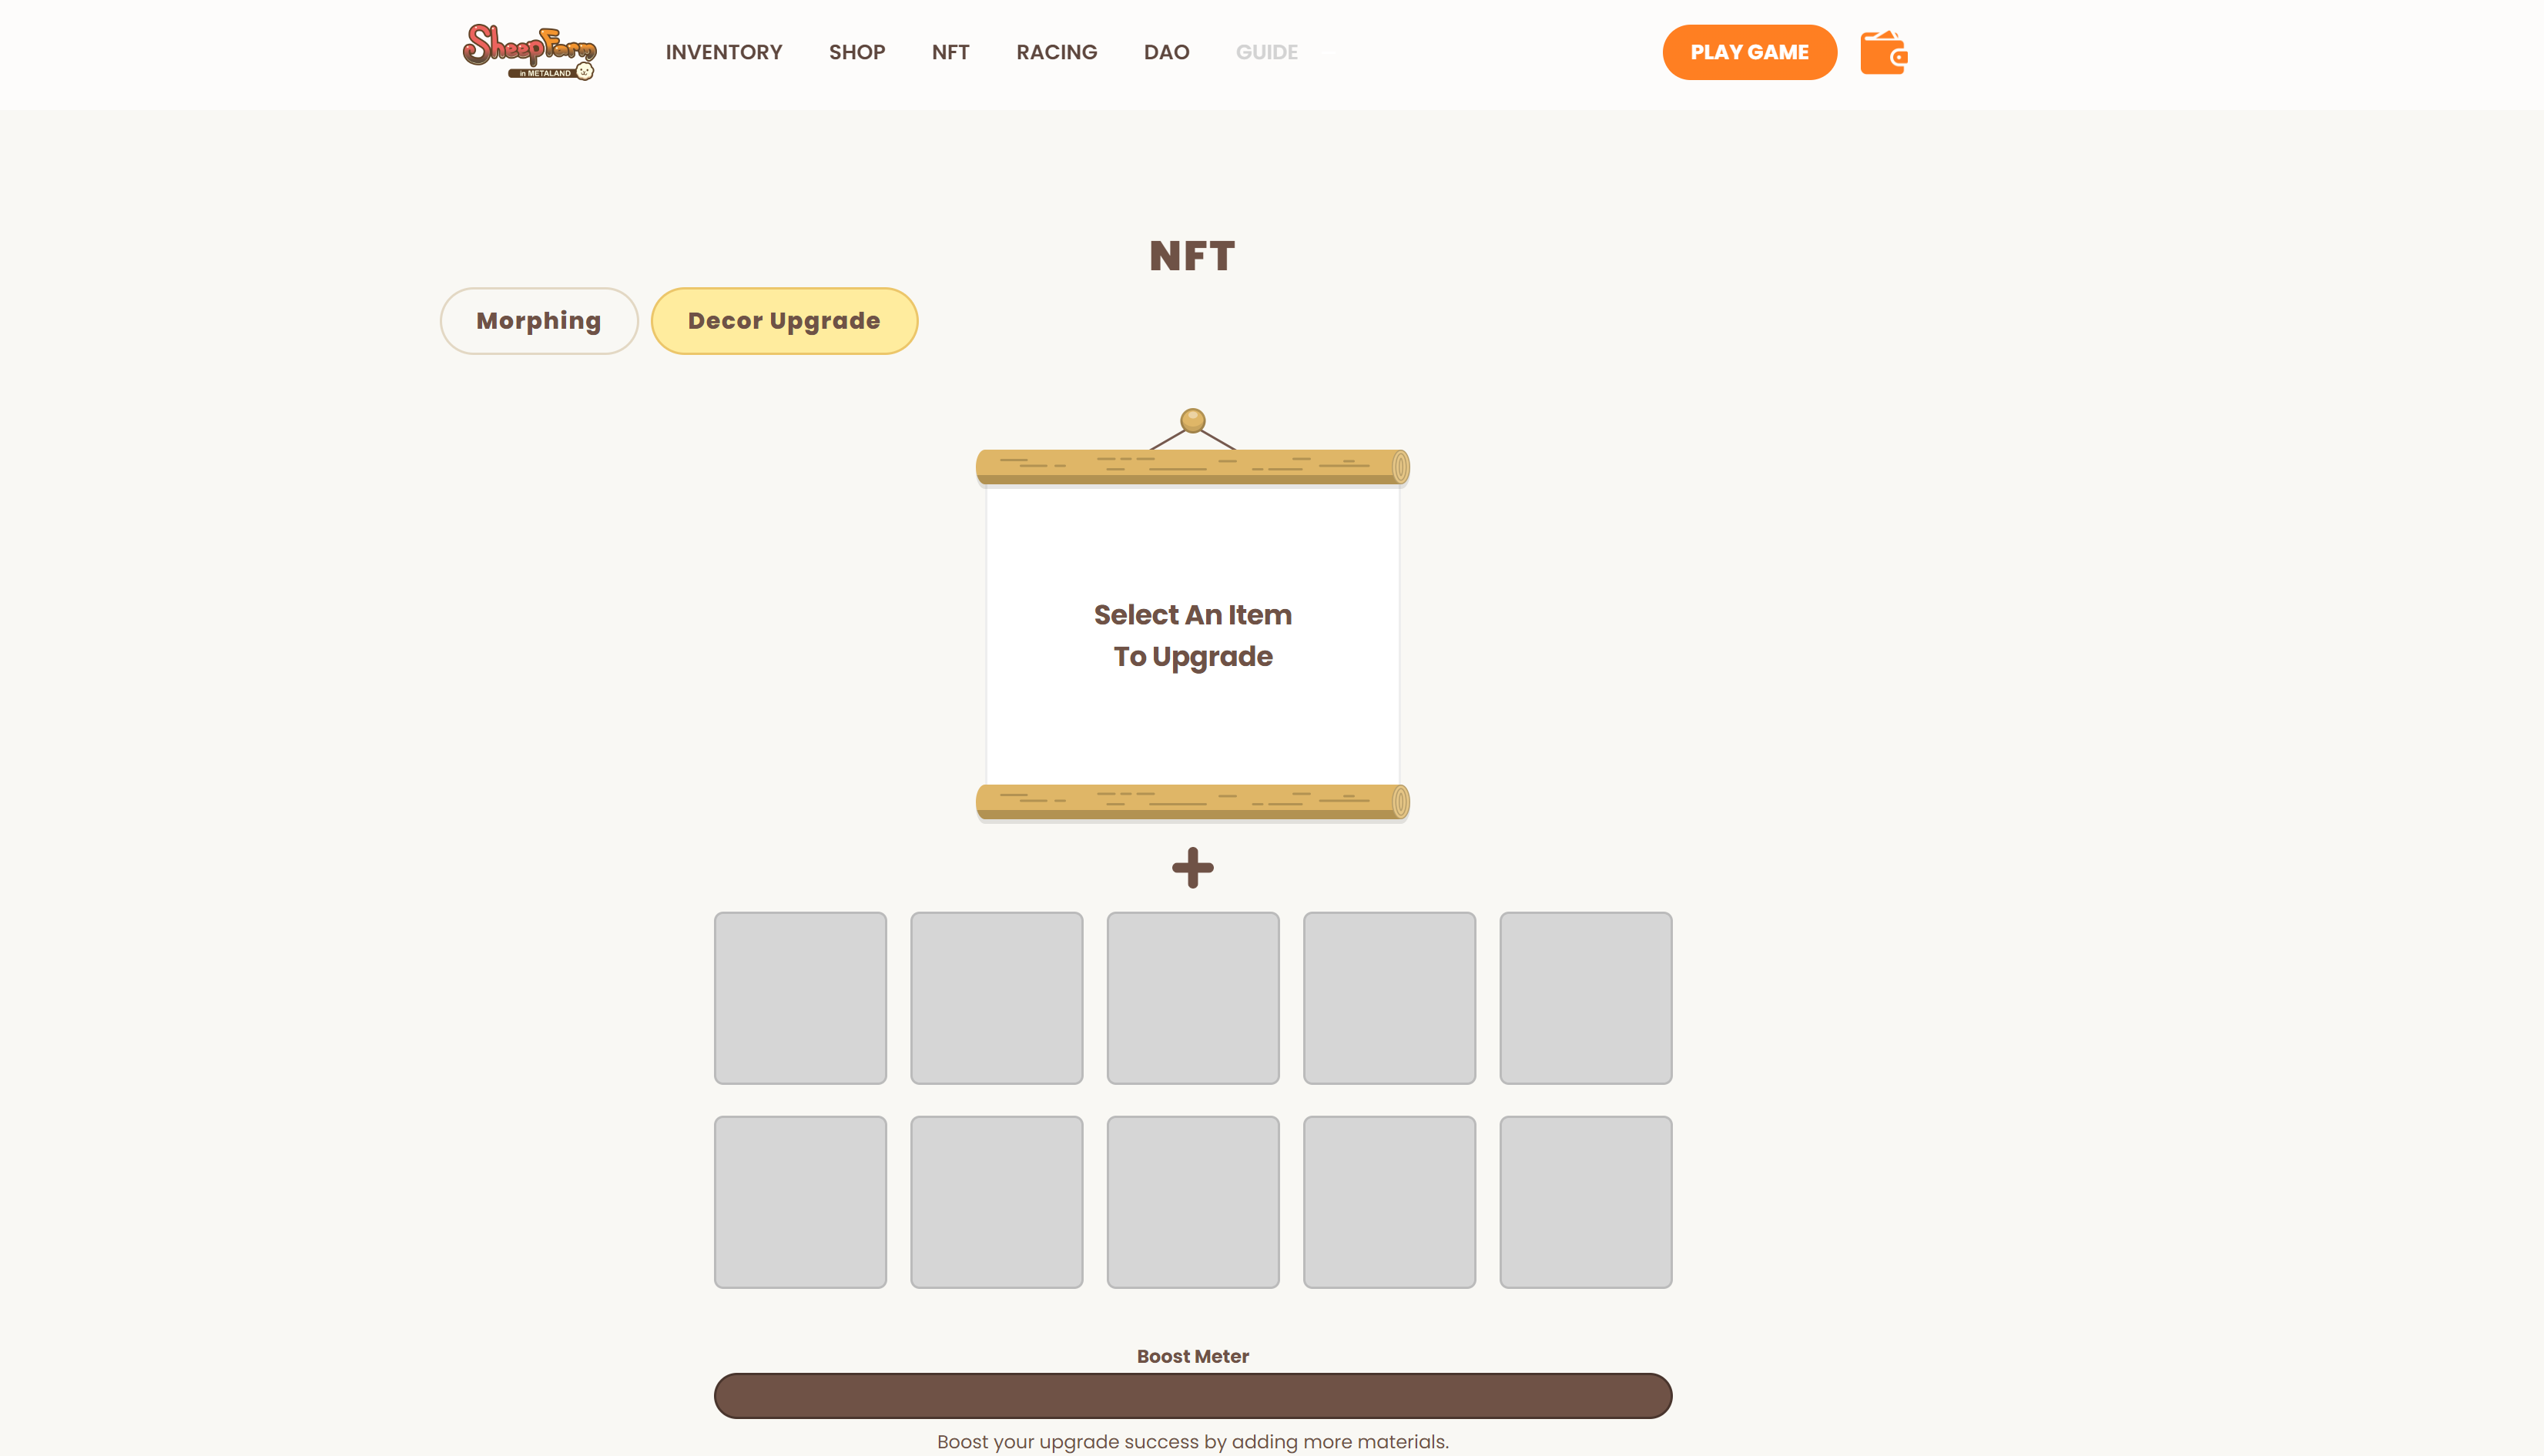 SheepFarm
in METALAND
INVENTORY SHOP NFT RACING DAO GUIDE
PLAY GAME
NFT
Morphing Decor Upgrade
Select An Item
To Upgrade
Boost Meter
Boost your upgrade success by adding more materials.